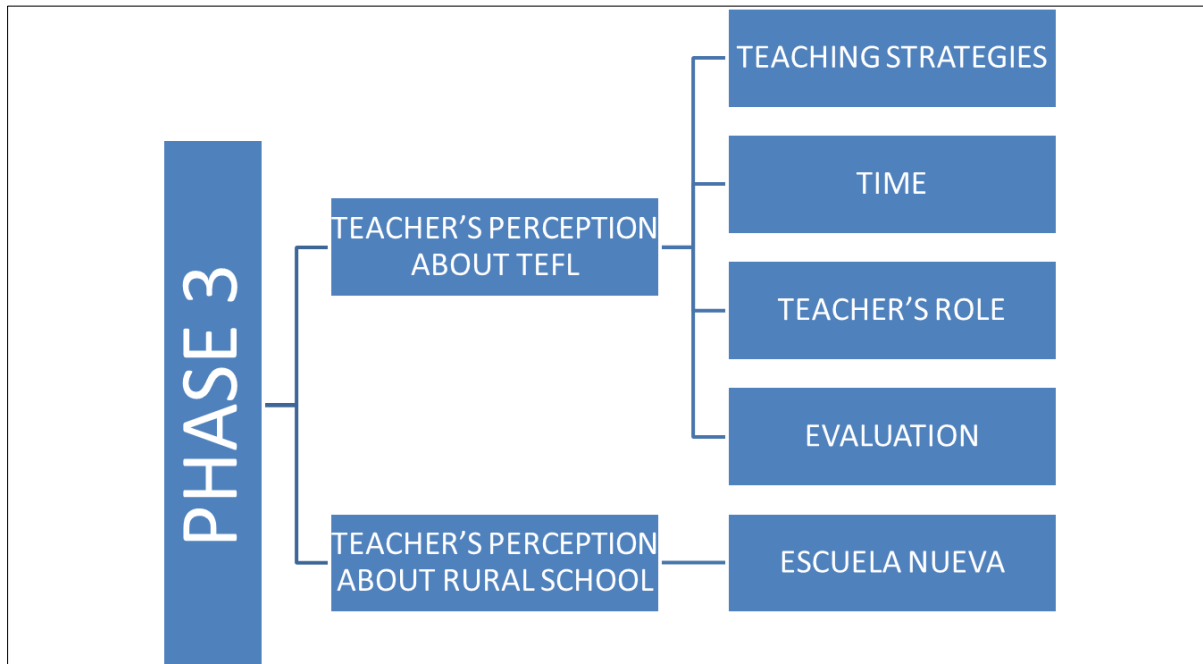 PHASE 3
TEACHER’S PERCEPTION
ABOUT TEFL
TEACHING STRATEGIES
TIME
TEACHER’S ROLE
EVALUATION
TEACHER’S PERCEPTION
ABOUT RURAL SCHOOL
ESCUELA NUEVA